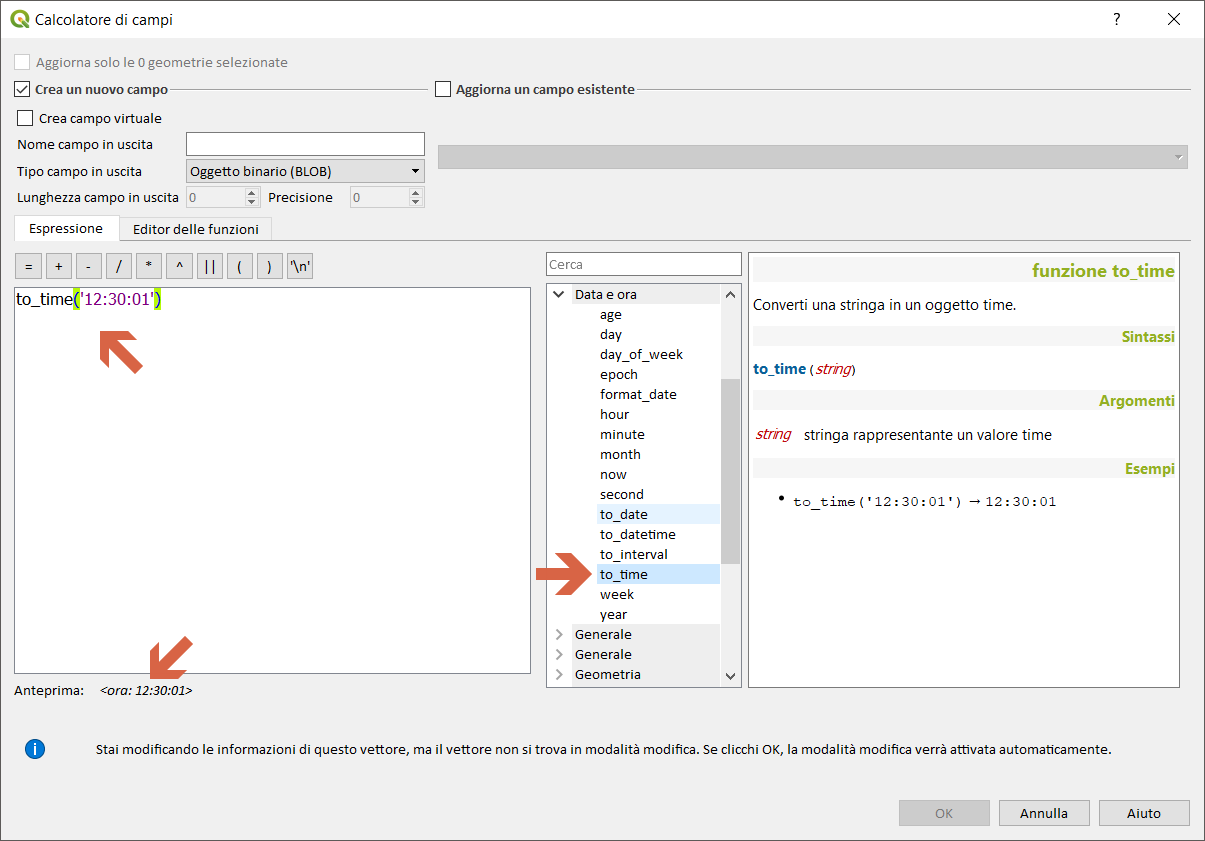 Calcolatore di campi
?
Aggiorna solo le 0 geometrie selezionate
Crea un nuovo campo
Aggiorna un campo esistente
Crea campo virtuale
Nome campo in uscita
Tipo campo in uscita
Oggetto binario (BLOB)
Lunghezza campo in uscita
0
Precisione
0
Espressione
Editor delle funzioni
= + - / * ^ || ( ) '\n'
to_time('12:30:01')
Anteprima: <ora: 12:30:01>
Cerca
Data e ora
age
day
day_of_week
epoch
format_date
hour
minute
month
now
second
to_date
to_datetime
to_interval
to_time
week
year
Generale
Generale
Geometria
funzione to_time
Converti una stringa in un oggetto time.
Sintassi
to_time (string)
Argomenti
string stringa rappresentante un valore time
Esempi
• to_time('12:30:01') → 12:30:01
i
Stai modificando le informazioni di questo vettore, ma il vettore non si trova in modalità modifica. Se clicchi OK, la modalità modifica verrà attivata automaticamente.
OK
Annulla
Aiuto